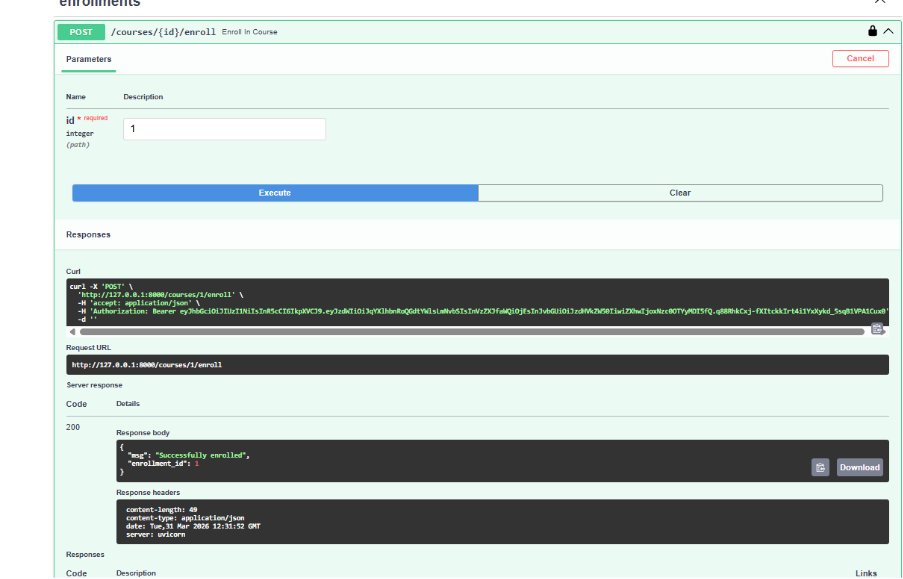 enrollments
POST /courses/{id}/enroll Enroll In Course
Parameters
Cancel
Name Description
id * required
integer
(path)
1
Execute Clear
Responses
Curl
curl -X 'POST' \
'http://127.0.0.1:8000/courses/1/enroll' \
-H 'accept: application/json' \
-H 'Authorization: Bearer
-d ''
Request URL
http://127.0.0.1:8000/courses/1/enroll
Server response
Code Details
200
Response body
{
"msg": "Successfully enrolled",
"enrollment_id": 1
}
Download
Response headers
content-length: 49
content-type: application/json
date: Tue,31 Mar 2026 12:31:52 GMT
server: uvicorn
Responses
Code Description Links